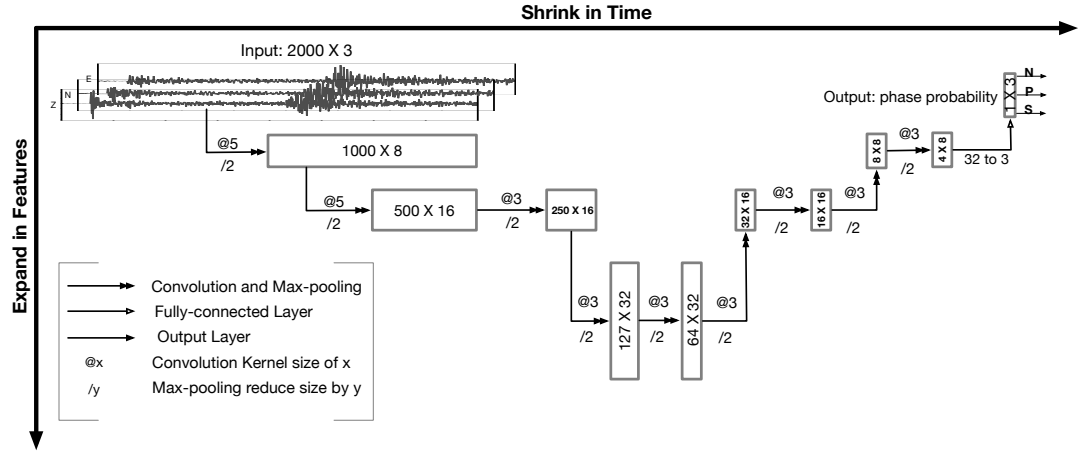 Shrink in Time
Expand in Features
Input: 2000 X 3
E
N
Z
@5
/2
1000 X 8
@5
/2
500 X 16
@3
/2
250 X 16
@3
/2
127 X 32
@3
/2
64 X 32
@3
/2
32 X 16
@3
/2
16 X 16
@3
/2
8 X 8
@3
/2
4 X 8
32 to 3
Output: phase probability
1 X 3
N
P
S
Convolution and Max-pooling
Fully-connected Layer
Output Layer
@x Convolution Kernel size of x
/y Max-pooling reduce size by y